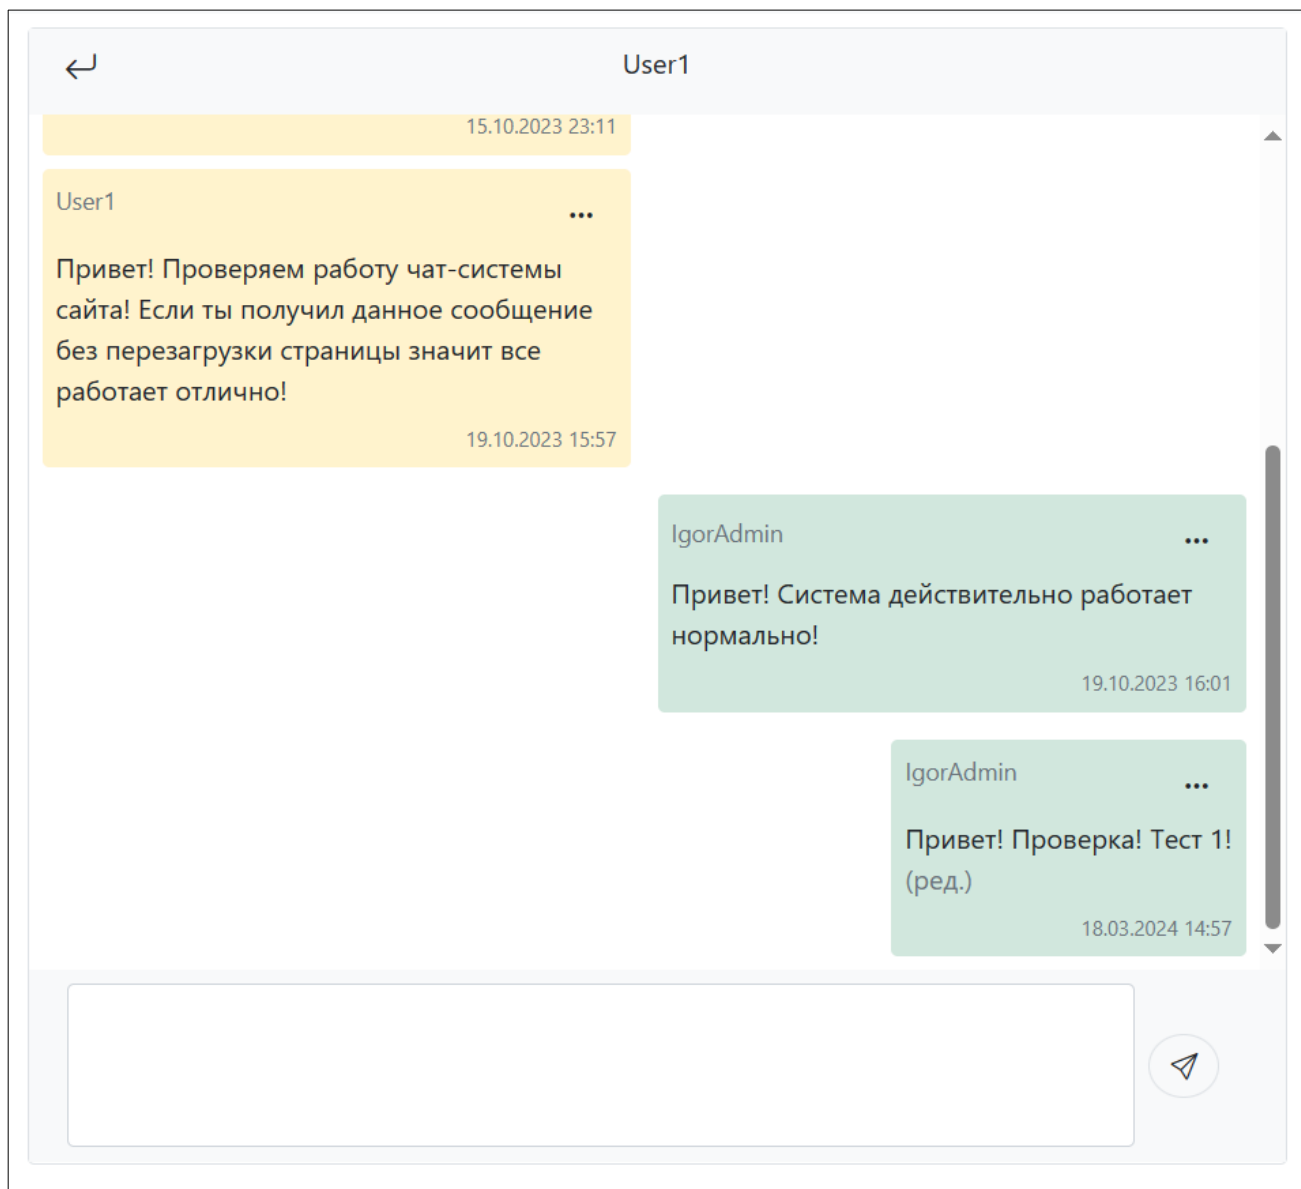 User1
15.10.2023 23:11
User1
Привет! Проверяем работу чат-системы
сайта! Если ты получил данное сообщение
без перезагрузки страницы значит все
работает отлично!
19.10.2023 15:57
IgorAdmin
Привет! Система действительно работает
нормально!
19.10.2023 16:01
IgorAdmin
Привет! Проверка! Тест 1!
(ред.)
18.03.2024 14:57